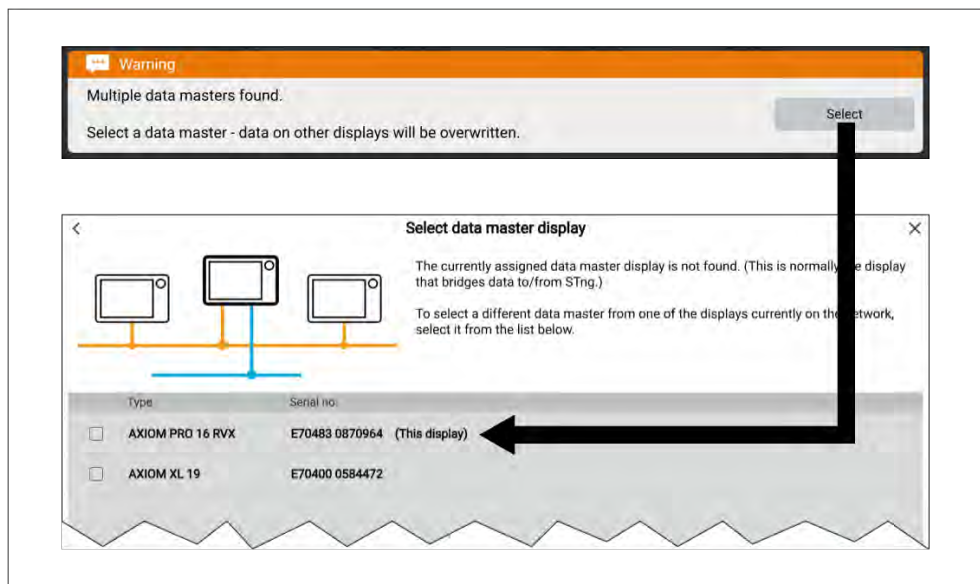 Warning
Multiple data masters found.
Select a data master - data on other displays will be overwritten.
Select
Select data master display
The currently assigned data master display is not found. (This is normally display
that bridges data to/from STng.)
To select a different data master from one of the displays currently on the
select it from the list below.
Type Serial no.
AXIOM PRO 16 RVX E70483 0870964 (This display)
AXIOM XL 19 E70400 0584472